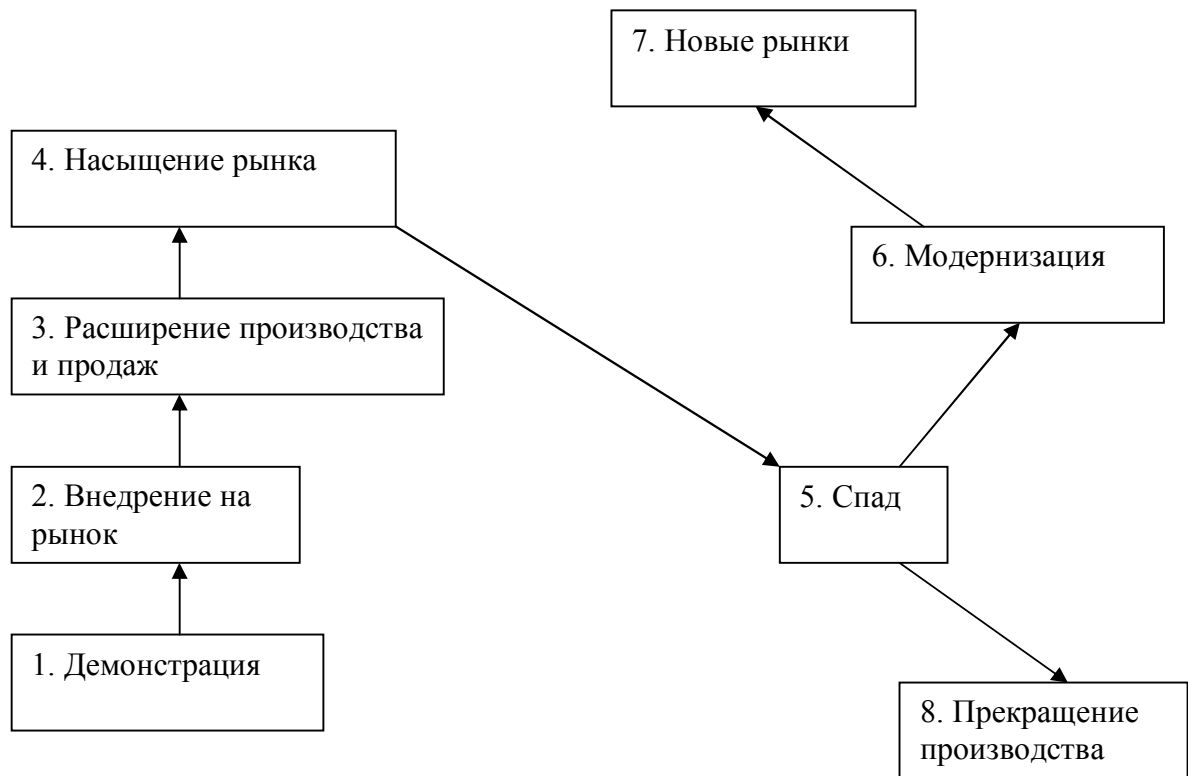 7. Новые рынки
4. Насыщение рынка
6. Модернизация
3. Расширение производства
и продаж
2. Внедрение на
рынок
5. Спад
1. Демонстрация
8. Прекращение
производства